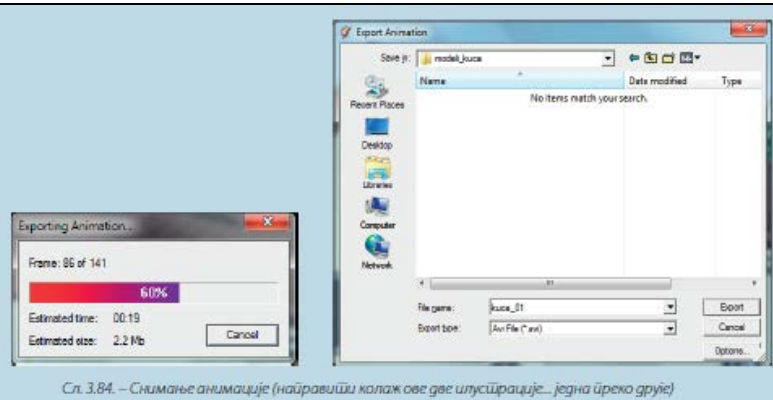 Export Animation
Save in:
modeli_kuca
Name
Date modified
Type
No items match your search.
Recent Places
Desktop
Libraries
Computer
Network
File name:
kuca_01
Export
Export type:
Avi File (*.avi)
Cancel
Options...
Exporting Animation...
Frame: 86 of 141
60%
Estimated time: 00:19
Estimated size: 2.2 Mb
Cancel
Сл. 3.84. – Снимање анимације (направити колаж ове две илустрације... једна преко друге)